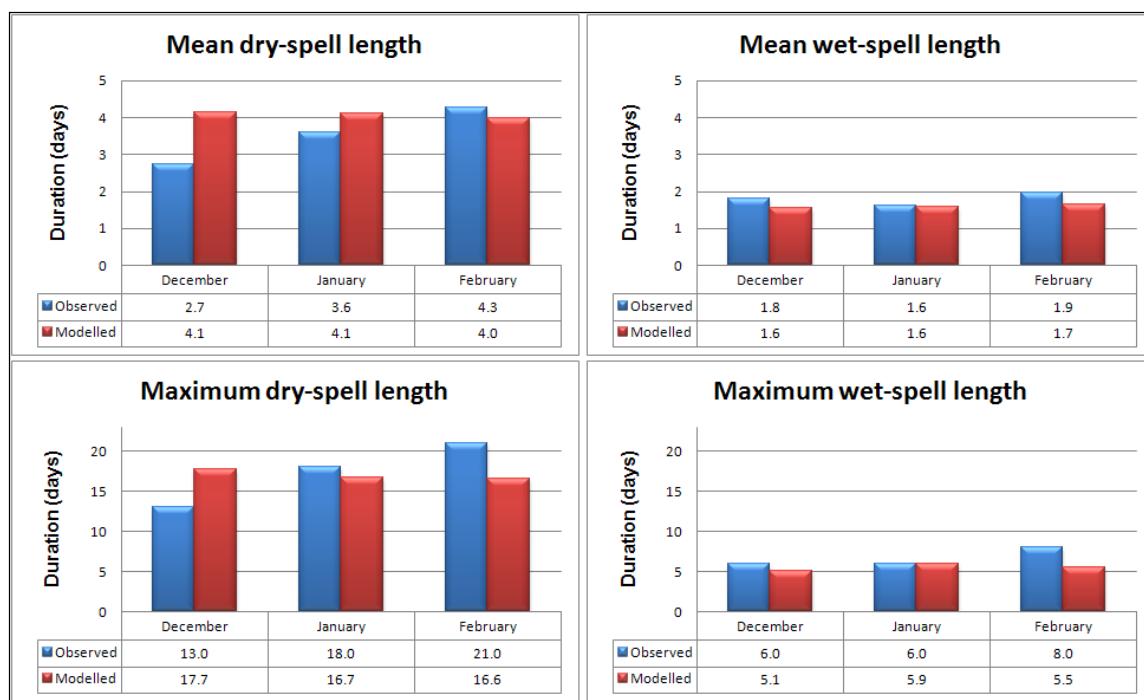 Mean dry-spell length
Duration (days)
5
4
3
2
1
0
December January February
Observed 2.7 3.6 4.3
Modelled 4.1 4.1 4.0
Mean wet-spell length
Duration (days)
5
4
3
2
1
0
December January February
Observed 1.8 1.6 1.9
Modelled 1.6 1.6 1.7
Maximum dry-spell length
Duration (days)
20
15
10
5
0
December January February
Observed 13.0 18.0 21.0
Modelled 17.7 16.7 16.6
Maximum wet-spell length
Duration (days)
20
15
10
5
0
December January February
Observed 6.0 6.0 8.0
Modelled 5.1 5.9 5.5